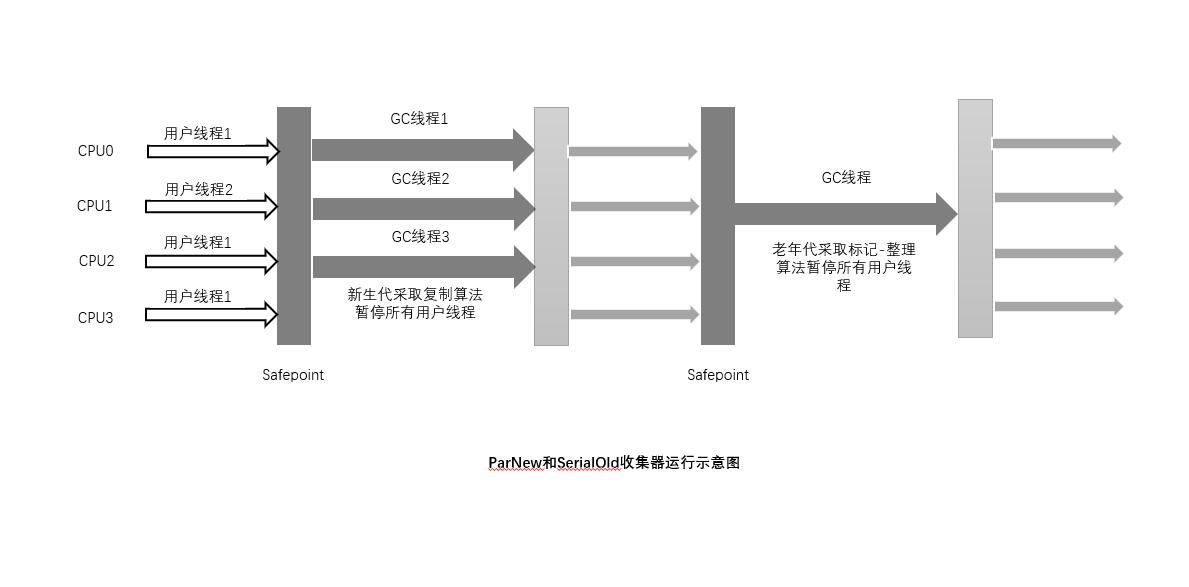 CPU0
用户线程1
CPU1
用户线程2
CPU2
用户线程1
CPU3
用户线程1
GC线程1
GC线程2
GC线程3
新生代采取复制算法
暂停所有用户线程
Safepoint
GC线程
老年代采取标记-整理
算法暂停所有用户线
程
Safepoint
ParNew和SerialOld收集器运行示意图